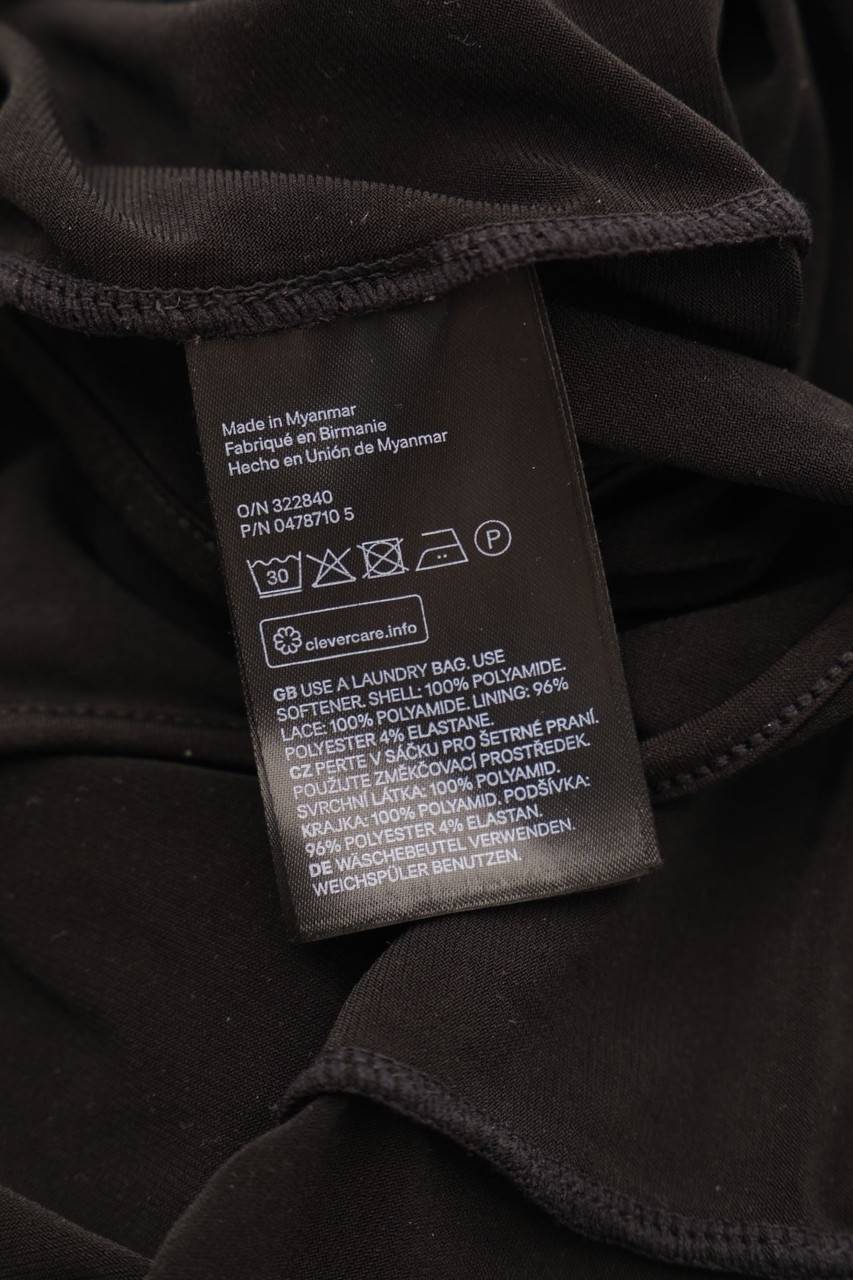 Made in Myanmar
Fabriqué en Birmanie
Hecho en Unión de Myanmar
O/N 322840
P/N 0478710 5
30 P
clevercare.info
GB USE A LAUNDRY BAG. USE
SOFTENER. SHELL: 100% POLYAMIDE.
LACE: 100% POLYAMIDE. LINING: 96%
POLYESTER 4% ELASTANE.
CZ PERTE V SÁČKU PRO ŠETRNÉ PRANÍ.
POUŽIJTE ZMĚKČOVACÍ PROSTŘEDEK.
SVRCHNÍ LÁTKA: 100% POLYAMID.
KRAJKA: 100% POLYAMID. PODŠÍVKA:
96% POLYESTER 4% ELASTAN.
DE WÄSCHEBEUTEL VERWENDEN.
WEICHSPÜLER BENUTZEN.